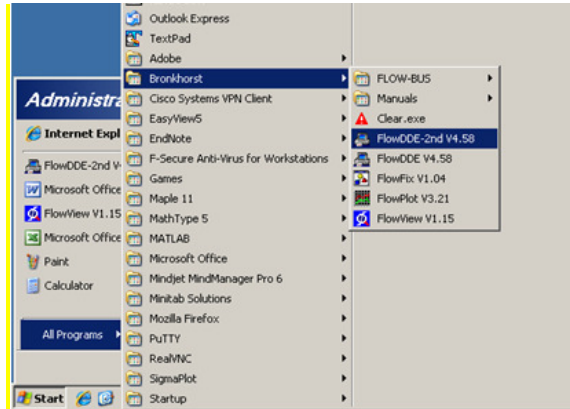 Outlook Express
TextPad
Adobe
Bronkhorst
Cisco Systems VPN Client
EasyView5
EndNote
F-Secure Anti-Virus for Workstations
Games
Maple 11
MathType 5
MATLAB
Microsoft Office
Mindjet MindManager Pro 6
Minitab Solutions
Mozilla Firefox
PuTTY
RealVNC
SigmaPlot
Startup
FLOW-BUS
Manuals
Clear.exe
FlowDDE-2nd V4.58
FlowDDE V4.58
FlowFix V1.04
FlowPlot V3.21
FlowView V1.15
Administra
Internet Expl
FlowDDE-2nd V
Microsoft Office
FlowView V1.15
Microsoft Office
Paint
Calculator
All Programs
Start